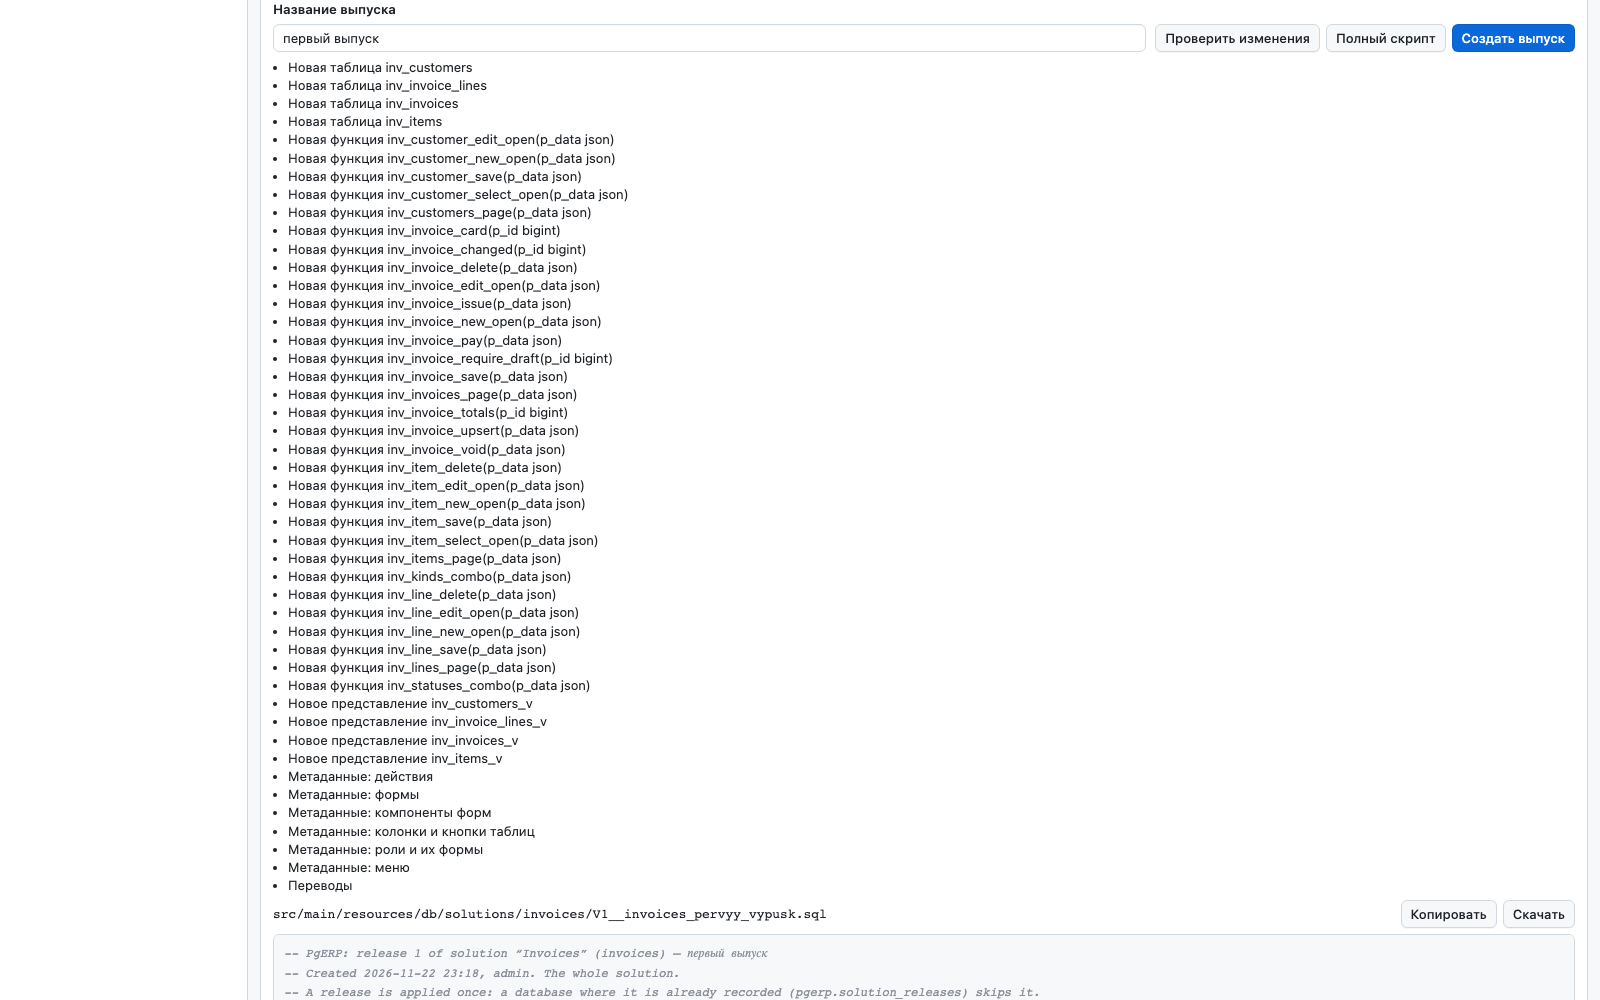 Название выпуска
первый выпуск
Проверить изменения
Полный скрипт
Создать выпуск
Новая таблица inv_customers
Новая таблица inv_invoice_lines
Новая таблица inv_invoices
Новая таблица inv_items
Новая функция inv_customer_edit_open(p_data json)
Новая функция inv_customer_new_open(p_data json)
Новая функция inv_customer_save(p_data json)
Новая функция inv_customer_select_open(p_data json)
Новая функция inv_customers_page(p_data json)
Новая функция inv_invoice_card(p_id bigint)
Новая функция inv_invoice_changed(p_id bigint)
Новая функция inv_invoice_delete(p_data json)
Новая функция inv_invoice_edit_open(p_data json)
Новая функция inv_invoice_issue(p_data json)
Новая функция inv_invoice_new_open(p_data json)
Новая функция inv_invoice_pay(p_data json)
Новая функция inv_invoice_require_draft(p_id bigint)
Новая функция inv_invoice_save(p_data json)
Новая функция inv_invoices_page(p_data json)
Новая функция inv_invoice_totals(p_id bigint)
Новая функция inv_invoice_upsert(p_data json)
Новая функция inv_invoice_void(p_data json)
Новая функция inv_item_delete(p_data json)
Новая функция inv_item_edit_open(p_data json)
Новая функция inv_item_new_open(p_data json)
Новая функция inv_item_save(p_data json)
Новая функция inv_item_select_open(p_data json)
Новая функция inv_items_page(p_data json)
Новая функция inv_kinds_combo(p_data json)
Новая функция inv_line_delete(p_data json)
Новая функция inv_line_edit_open(p_data json)
Новая функция inv_line_new_open(p_data json)
Новая функция inv_line_save(p_data json)
Новая функция inv_lines_page(p_data json)
Новая функция inv_statuses_combo(p_data json)
Новое представление inv_customers_v
Новое представление inv_invoice_lines_v
Новое представление inv_invoices_v
Новое представление inv_items_v
Метаданные: действия
Метаданные: формы
Метаданные: компоненты форм
Метаданные: колонки и кнопки таблиц
Метаданные: роли и их формы
Метаданные: меню
Переводы
src/main/resources/db/solutions/invoices/V1__invoices_pervyy_vypusk.sql
Копировать
Скачать
-- PgERP: release 1 of solution “Invoices” (invoices) — первый выпуск
-- Created 2026-11-22 23:18, admin. The whole solution.
-- A release is applied once: a database where it is already recorded (pgerp.solution_releases) skips it.